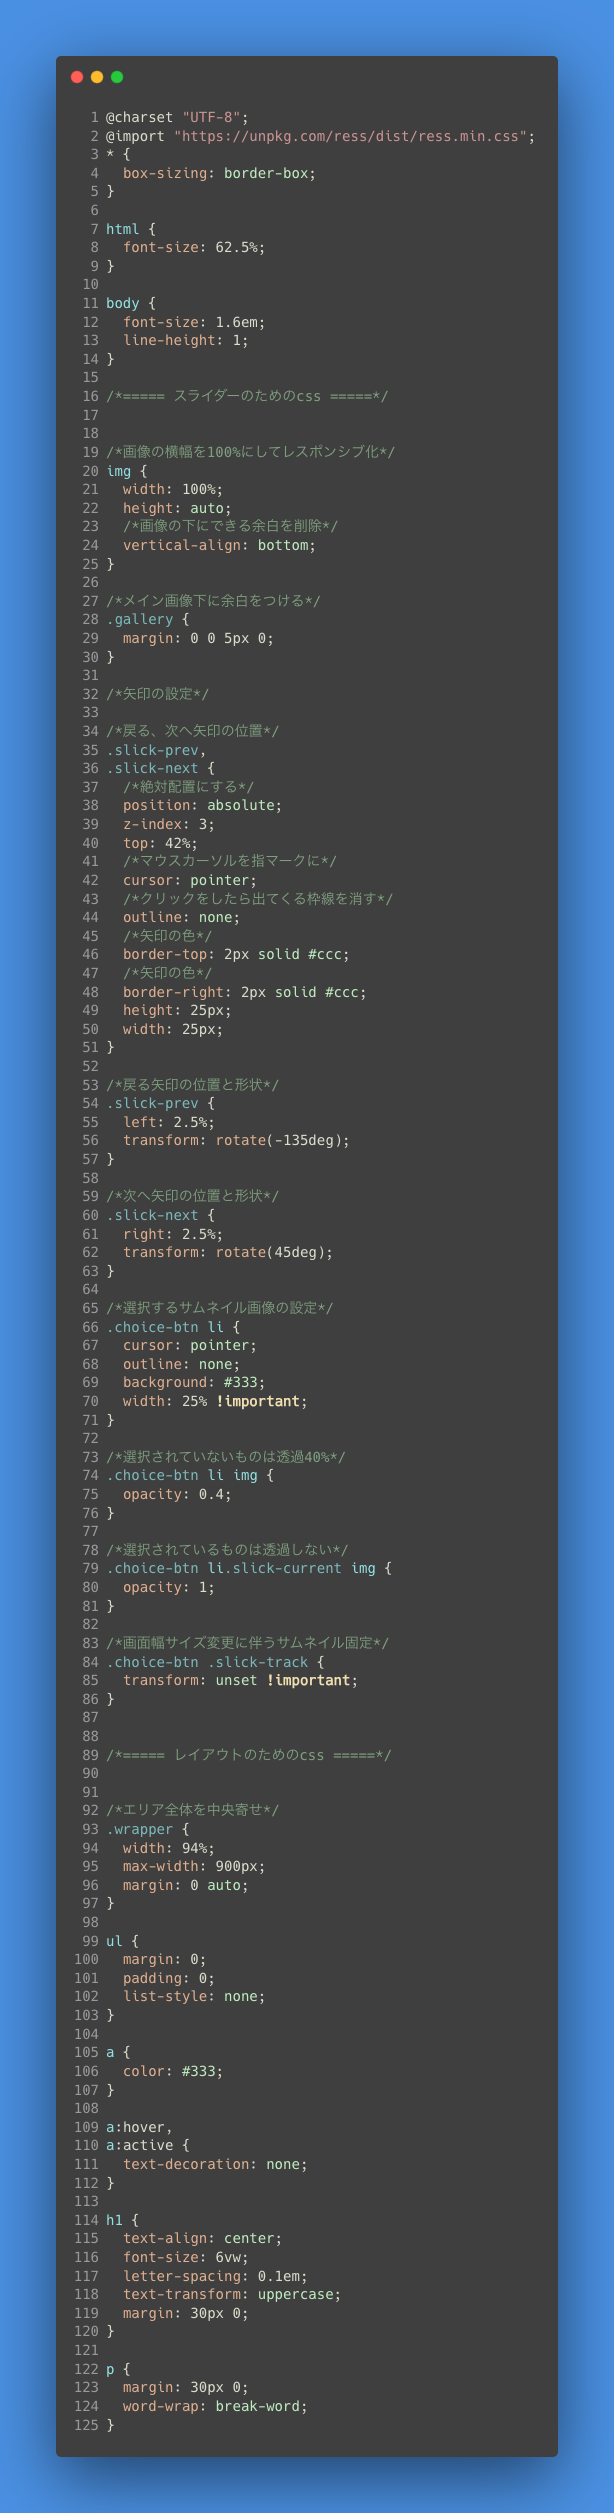 1 @charset "UTF-8";
2 @import "https://unpkg.com/ress/dist/ress.min.css";
3 * {
4   box-sizing: border-box;
5 }
6
7 html {
8   font-size: 62.5%;
9 }
10
11 body {
12   font-size: 1.6em;
13   line-height: 1;
14 }
15
16 /*===== スライダーのためのcss =====*/
17
18
19 /*画像の横幅を100%にしてレスポンシブ化*/
20 img {
21   width: 100%;
22   height: auto;
23   /*画像の下にできる余白を削除*/
24   vertical-align: bottom;
25 }
26
27 /*メイン画像下に余白をつける*/
28 .gallery {
29   margin: 0 0 5px 0;
30 }
31
32 /*矢印の設定*/
33
34 /*戻る、次へ矢印の位置*/
35 .slick-prev,
36 .slick-next {
37   /*絶対配置にする*/
38   position: absolute;
39   z-index: 3;
40   top: 42%;
41   /*マウスカーソルを指マークに*/
42   cursor: pointer;
43   /*クリックをしたら出てくる枠線を消す*/
44   outline: none;
45   /*矢印の色*/
46   border-top: 2px solid #ccc;
47   /*矢印の色*/
48   border-right: 2px solid #ccc;
49   height: 25px;
50   width: 25px;
51 }
52
53 /*戻る矢印の位置と形状*/
54 .slick-prev {
55   left: 2.5%;
56   transform: rotate(-135deg);
57 }
58
59 /*次へ矢印の位置と形状*/
60 .slick-next {
61   right: 2.5%;
62   transform: rotate(45deg);
63 }
64
65 /*選択するサムネイル画像の設定*/
66 .choice-btn li {
67   cursor: pointer;
68   outline: none;
69   background: #333;
70   width: 25% !important;
71 }
72
73 /*選択されていないものは透過40%*/
74 .choice-btn li img {
75   opacity: 0.4;
76 }
77
78 /*選択されているものは透過しない*/
79 .choice-btn li.slick-current img {
80   opacity: 1;
81 }
82
83 /*画面幅サイズ変更に伴うサムネイル固定*/
84 .choice-btn .slick-track {
85   transform: unset !important;
86 }
87
88
89 /*===== レイアウトのためのcss =====*/
90
91
92 /*エリア全体を中央寄せ*/
93 .wrapper {
94   width: 94%;
95   max-width: 900px;
96   margin: 0 auto;
97 }
98
99 ul {
100   margin: 0;
101   padding: 0;
102   list-style: none;
103 }
104
105 a {
106   color: #333;
107 }
108
109 a:hover,
110 a:active {
111   text-decoration: none;
112 }
113
114 h1 {
115   text-align: center;
116   font-size: 6vw;
117   letter-spacing: 0.1em;
118   text-transform: uppercase;
119   margin: 30px 0;
120 }
121
122 p {
123   margin: 30px 0;
124   word-wrap: break-word;
125 }